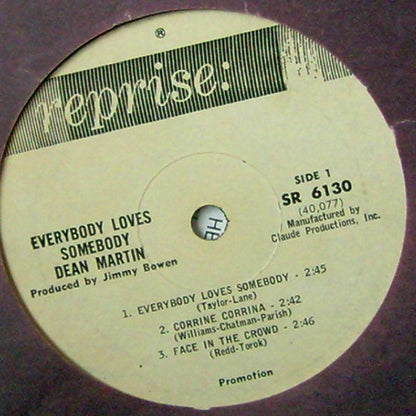 ®
reprise:
SIDE 1
SR 6130
(40,077)
Manufactured by
Claude Productions, Inc.
EVERYBODY LOVES
SOMEBODY
DEAN MARTIN
Produced by Jimmy Bowen
1. EVERYBODY LOVES SOMEBODY - 2:45
(Taylor-Lane)
2. CORRINE CORRINA - 2:42
(Williams-Chatman-Parish)
3. FACE IN THE CROWD - 2:46
(Redd-Torok)
Promotion
HE